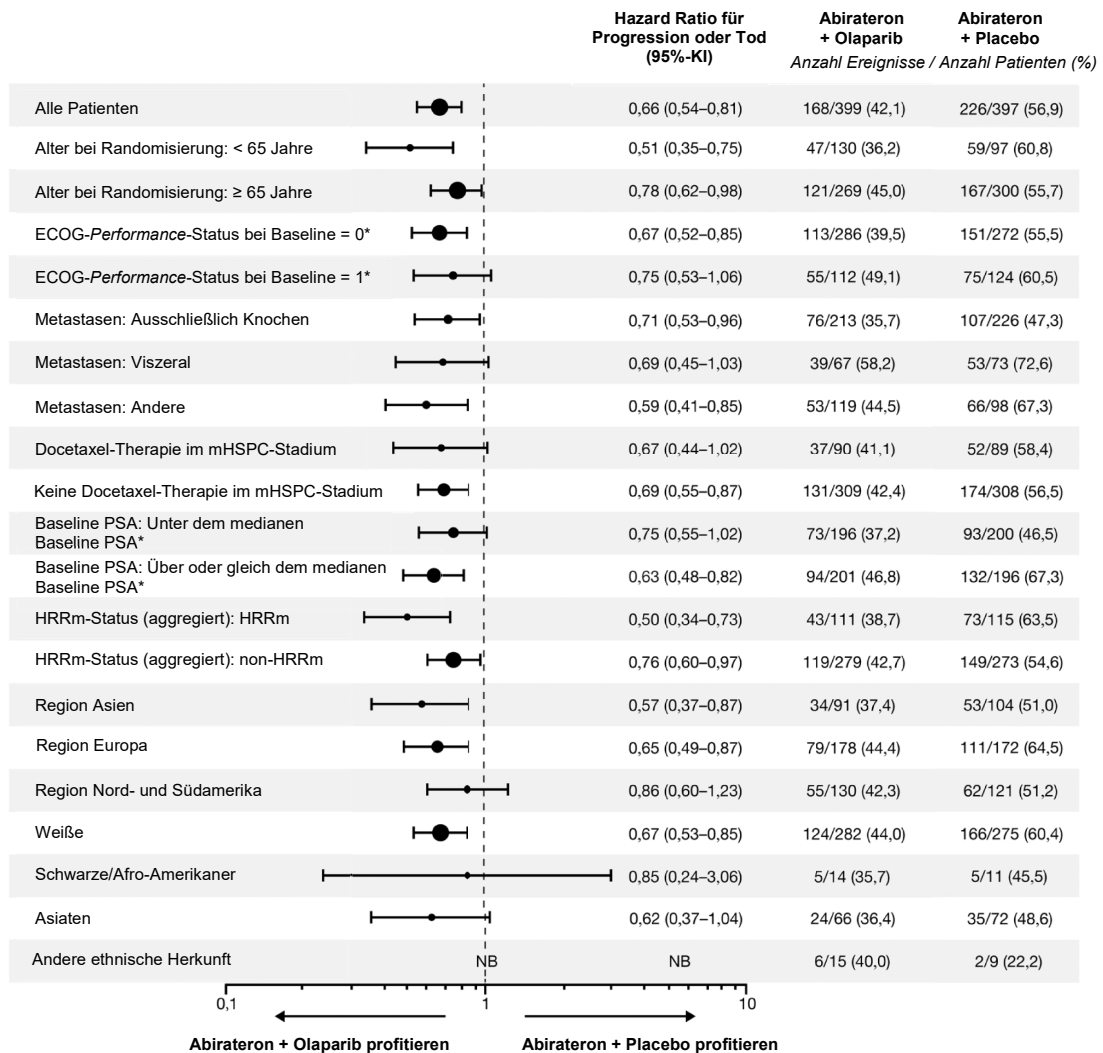 Hazard Ratio für Progression oder Tod (95%-KI)
Abirateron + Olaparib
Abirateron + Placebo
Anzahl Ereignisse / Anzahl Patienten (%)
Alle Patienten 0,66 (0,54–0,81) 168/399 (42,1) 226/397 (56,9)
Alter bei Randomisierung: < 65 Jahre 0,51 (0,35–0,75) 47/130 (36,2) 59/97 (60,8)
Alter bei Randomisierung: ≥ 65 Jahre 0,78 (0,62–0,98) 121/269 (45,0) 167/300 (55,7)
ECOG-Performance-Status bei Baseline = 0* 0,67 (0,52–0,85) 113/286 (39,5) 151/272 (55,5)
ECOG-Performance-Status bei Baseline = 1* 0,75 (0,53–1,06) 55/112 (49,1) 75/124 (60,5)
Metastasen: Ausschließlich Knochen 0,71 (0,53–0,96) 76/213 (35,7) 107/226 (47,3)
Metastasen: Viszeral 0,69 (0,45–1,03) 39/67 (58,2) 53/73 (72,6)
Metastasen: Andere 0,59 (0,41–0,85) 53/119 (44,5) 66/98 (67,3)
Docetaxel-Therapie im mHSPC-Stadium 0,67 (0,44–1,02) 37/90 (41,1) 52/89 (58,4)
Keine Docetaxel-Therapie im mHSPC-Stadium 0,69 (0,55–0,87) 131/309 (42,4) 174/308 (56,5)
Baseline PSA: Unter dem medianen
Baseline PSA* 0,75 (0,55–1,02) 73/196 (37,2) 93/200 (46,5)
Baseline PSA: Über oder gleich dem medianen
Baseline PSA* 0,63 (0,48–0,82) 94/201 (46,8) 132/196 (67,3)
HRRm-Status (aggregiert): HRRm 0,50 (0,34–0,73) 43/111 (38,7) 73/115 (63,5)
HRRm-Status (aggregiert): non-HRRm 0,76 (0,60–0,97) 119/279 (42,7) 149/273 (54,6)
Region Asien 0,57 (0,37–0,87) 34/91 (37,4) 53/104 (51,0)
Region Europa 0,65 (0,49–0,87) 79/178 (44,4) 111/172 (64,5)
Region Nord- und Südamerika 0,86 (0,60–1,23) 55/130 (42,3) 62/121 (51,2)
Weiße 0,67 (0,53–0,85) 124/282 (44,0) 166/275 (60,4)
Schwarze/Afro-Amerikaner 0,85 (0,24–3,06) 5/14 (35,7) 5/11 (45,5)
Asiaten 0,62 (0,37–1,04) 24/66 (36,4) 35/72 (48,6)
Andere ethnische Herkunft NB NB 6/15 (40,0) 2/9 (22,2)
0,1 1 10
Abirateron + Olaparib profitieren Abirateron + Placebo profitieren